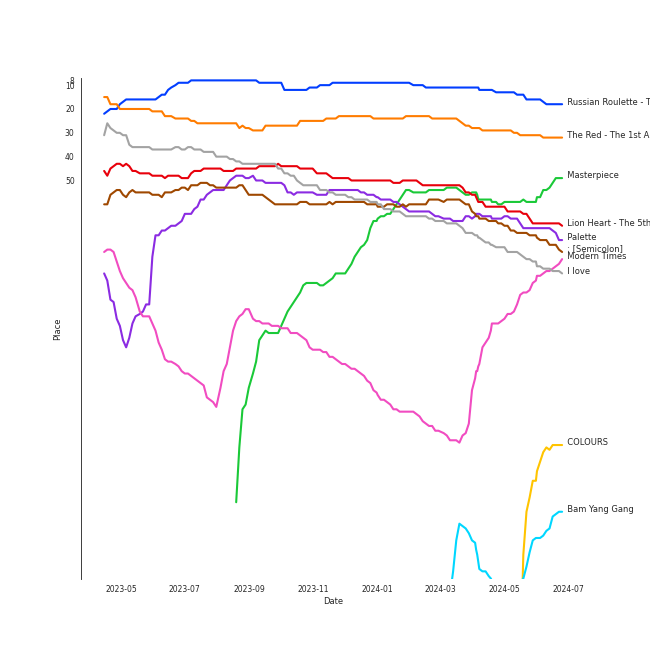 8
10
20
30
40
50
Place
Russian Roulette - T
The Red - The 1st A
Masterpiece
Lion Heart - The 5th
Palette
; [Semicolon]
Modern Times
I love
COLOURS
Bam Yang Gang
2023-05 2023-07 2023-09 2023-11 2024-01 2024-03 2024-05 2024-07
Date